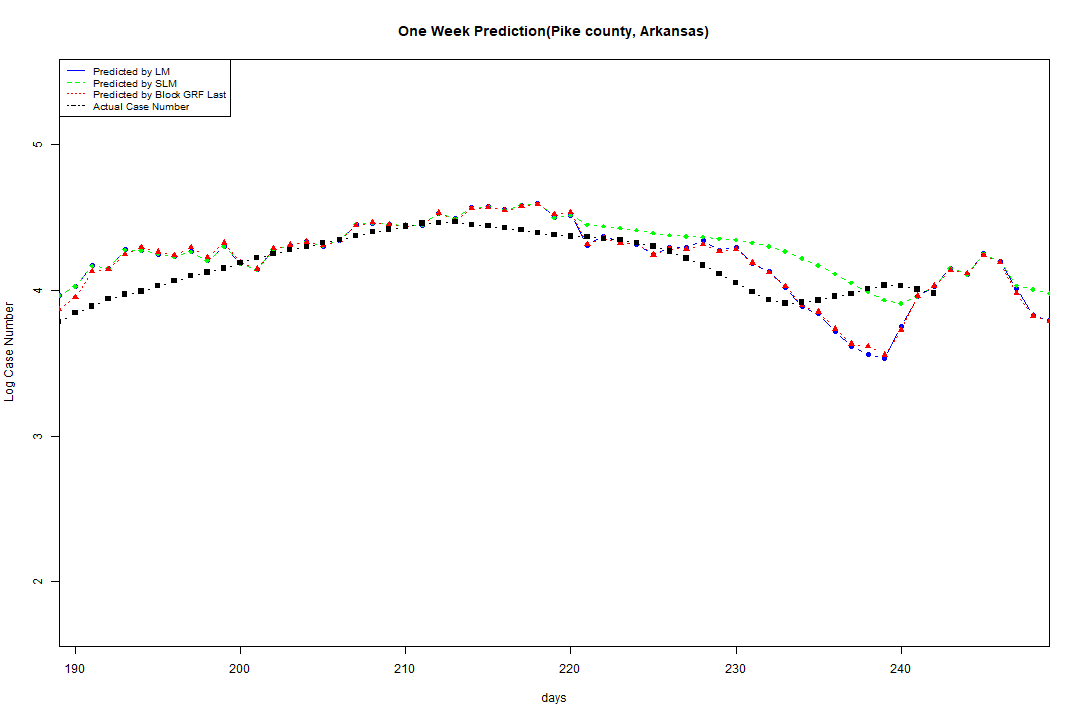 One Week Prediction(Pike county, Arkansas)
Predicted by LM
Predicted by SLM
Predicted by Block GRF Last
Actual Case Number
5
4
3
2
Log Case Number
190 200 210 220 230 240
days